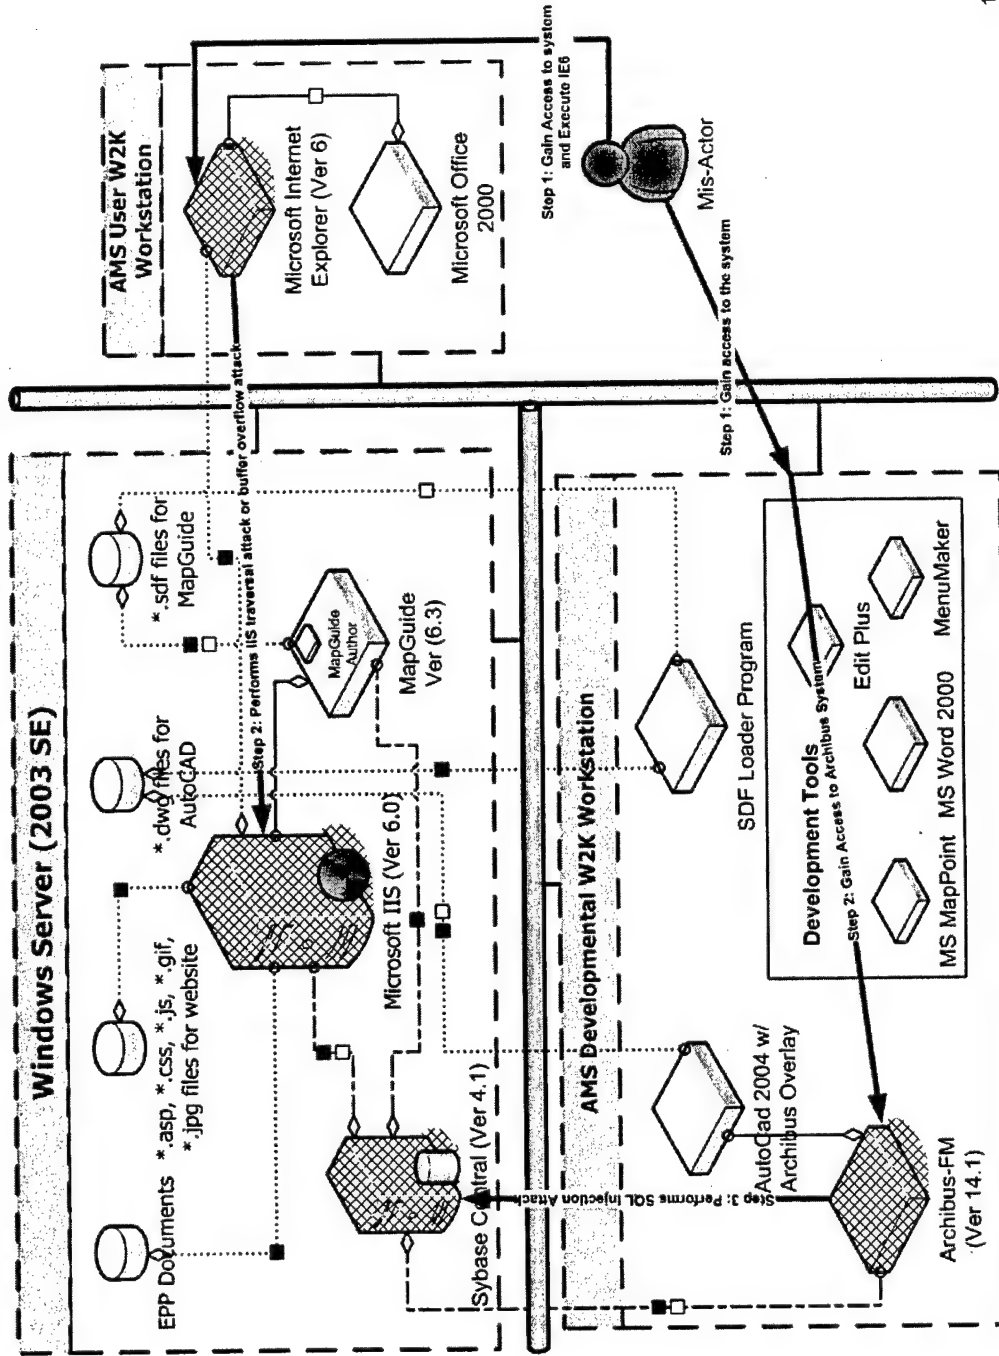 Windows Server (2003 SE)
EPP Documents
*.asp, *.css, *.js, *.gif,
*.jpg files for website
*.dwg files for
AutoCAD
*.sdf files for
MapGuide
MapGuide
Author
MapGuide
Ver (6.3)
Microsoft IIS (Ver 6.0)
Sybase Central (Ver 4.1)
Step 2: Performs IIS traversal attack or buffer overflow attack
AMS User W2K
Workstation
Microsoft Internet
Explorer (Ver 6)
Microsoft Office
2000
Step 1: Gain Access to system
and Execute IE6
Mis-Actor
Step 1: Gain access to the system
AMS Developmental W2K Workstation
AutoCad 2004 w/
Archibus Overlay
SDF Loader Program
Step 3: Performs SQL Injection Attack
Archibus-FM
(Ver 14.1)
Development Tools
Step 2: Gain Access to Archibus System
Edit Plus
MS MapPoint
MS Word 2000
MenuMaker